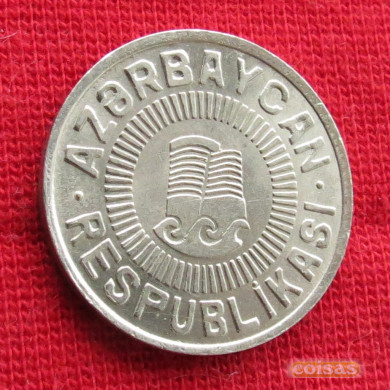 · AZƏRBAYCAN ·
RESPUBLİKASI
coisas